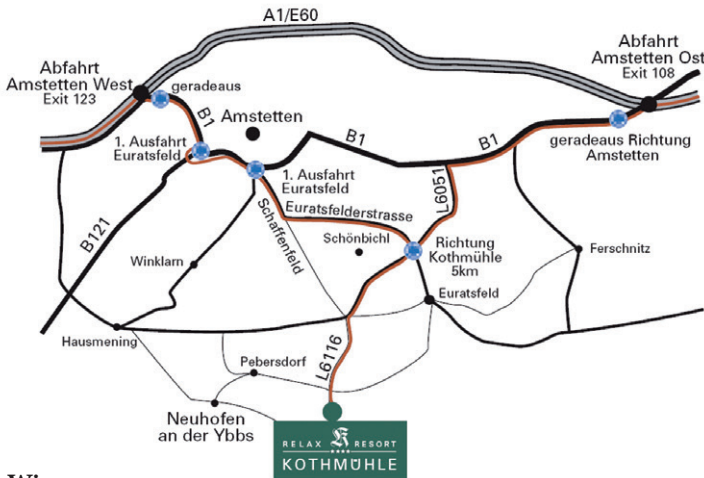 A1/E60
Abfahrt
Amstetten West
Exit 123
geradeaus
Abfahrt
Amstetten Ost
Exit 108
B1
Amstetten
B1
B1
geradeaus Richtung
Amstetten
1. Ausfahrt
Euratsfeld
1. Ausfahrt
Euratsfeld
L6051
B121
Schaffenfeld
Euratsfelderstrasse
Winklarn
Schönbichl
Richtung
Kothmühle
5km
Ferschnitz
Euratsfeld
Hausmening
L6116
Pebersdorf
Neuhofen
an der Ybbs
RELAX R RESORT
KOTHMÜHLE